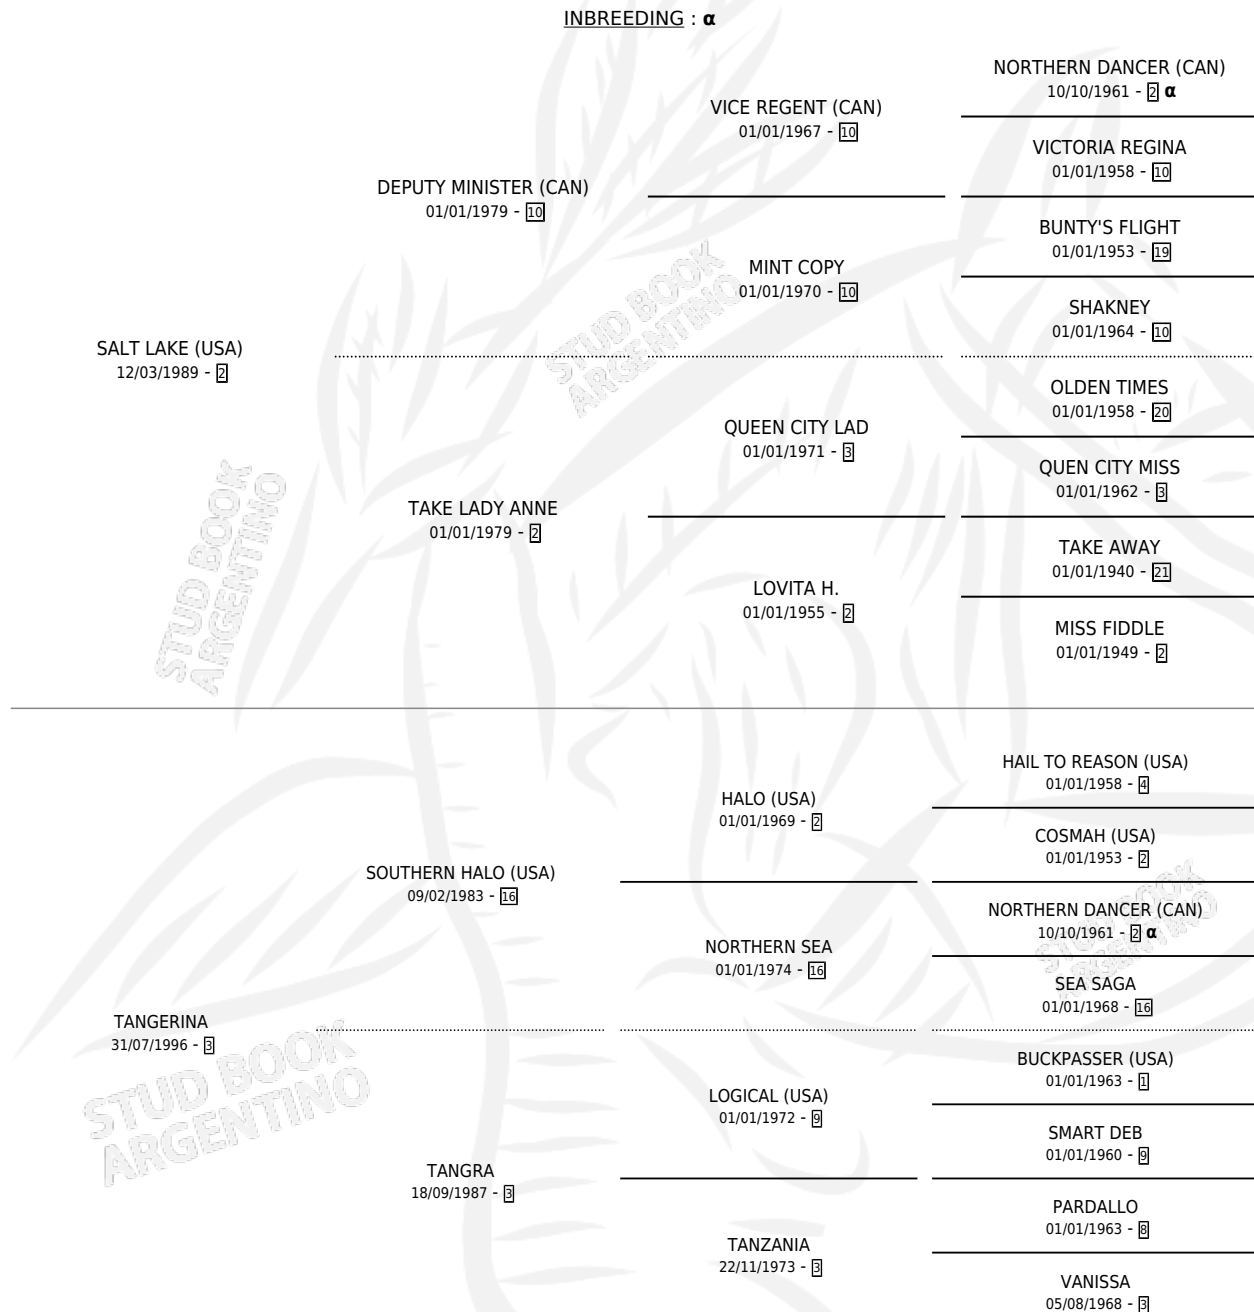 INBREEDING : α
NORTHERN DANCER (CAN)
10/10/1961 - 2 α
VICE REGENT (CAN)
01/01/1967 - 10
VICTORIA REGINA
01/01/1958 - 10
DEPUTY MINISTER (CAN)
01/01/1979 - 10
BUNTY'S FLIGHT
01/01/1953 - 19
MINT COPY
01/01/1970 - 10
SHAKNEY
01/01/1964 - 10
SALT LAKE (USA)
12/03/1989 - 2
OLDEN TIMES
01/01/1958 - 20
QUEEN CITY LAD
01/01/1971 - 3
QUEN CITY MISS
01/01/1962 - 3
TAKE LADY ANNE
01/01/1979 - 2
TAKE AWAY
01/01/1940 - 21
LOVITA H.
01/01/1955 - 2
MISS FIDDLE
01/01/1949 - 2
HAIL TO REASON (USA)
01/01/1958 - 4
HALO (USA)
01/01/1969 - 2
COSMAH (USA)
01/01/1953 - 2
SOUTHERN HALO (USA)
09/02/1983 - 16
NORTHERN DANCER (CAN)
10/10/1961 - 2 α
NORTHERN SEA
01/01/1974 - 16
SEA SAGA
01/01/1968 - 16
TANGERINA
31/07/1996 - 3
BUCKPASSER (USA)
01/01/1963 - 1
LOGICAL (USA)
01/01/1972 - 9
SMART DEB
01/01/1960 - 9
TANGRA
18/09/1987 - 3
PARDALLO
01/01/1963 - 8
TANZANIA
22/11/1973 - 3
VANISSA
05/08/1968 - 3
STUD BOOK
ARGENTINO
STUD BOOK
ARGENTINO
STUD BOOK
ARGENTINO
STUD BOOK
ARGENTINO